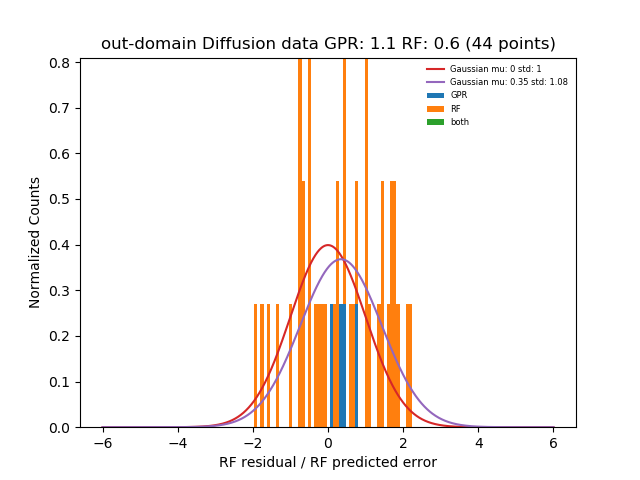 out-domain Diffusion data GPR: 1.1 RF: 0.6 (44 points)
Normalized Counts
0.8
0.7
0.6
0.5
0.4
0.3
0.2
0.1
0.0
Gaussian mu: 0 std: 1
Gaussian mu: 0.35 std: 1.08
GPR
RF
both
−6
−4
−2
0
2
4
6
RF residual / RF predicted error